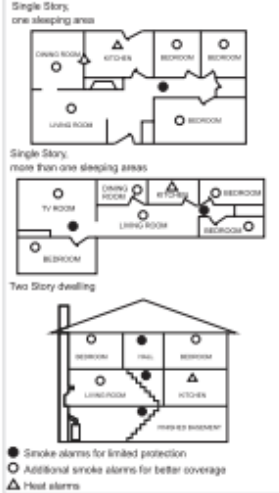 Single Story,
one sleeping area
DINING ROOM
KITCHEN
BEDROOM
BEDROOM
LIVING ROOM
BEDROOM
Single Story,
more than one sleeping areas
TV ROOM
DINING ROOM
KITCHEN
BEDROOM
LIVING ROOM
BEDROOM
BEDROOM
Two Story dwelling
BEDROOM
HALL
BEDROOM
LIVING ROOM
KITCHEN
FINISHED BASEMENT
Smoke alarms for limited protection
Additional smoke alarms for better coverage
Heat alarms